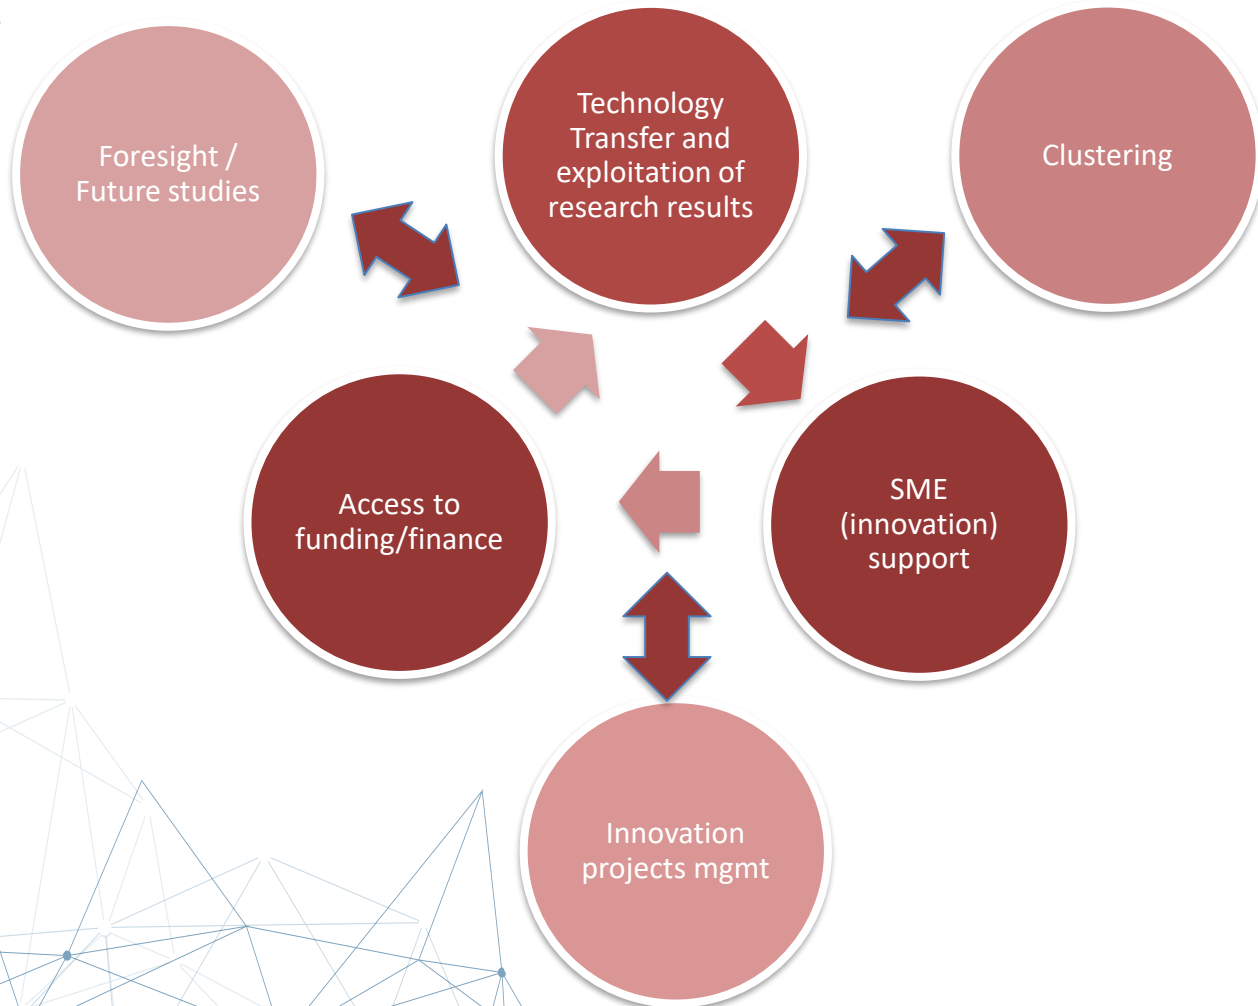 Foresight /
Future studies
Technology
Transfer and
exploitation of
research results
Clustering
Access to
funding/finance
SME
(innovation)
support
Innovation
projects mgmt